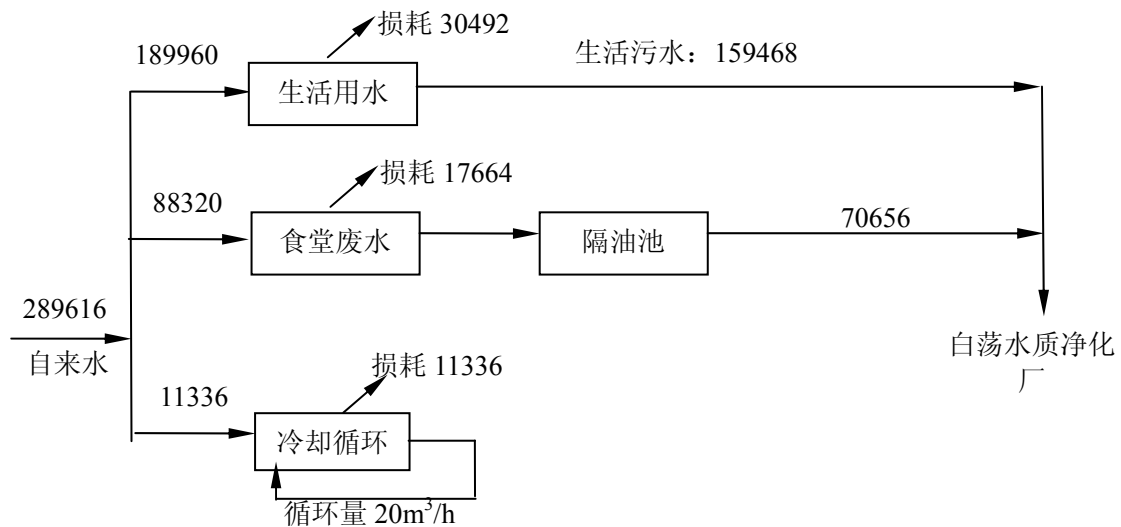 损耗 30492
189960
生活污水：159468
生活用水
损耗 17664
88320
70656
食堂废水
隔油池
289616
自来水
白荡水质净化
厂
损耗 11336
11336
冷却循环
循环量 20m³/h